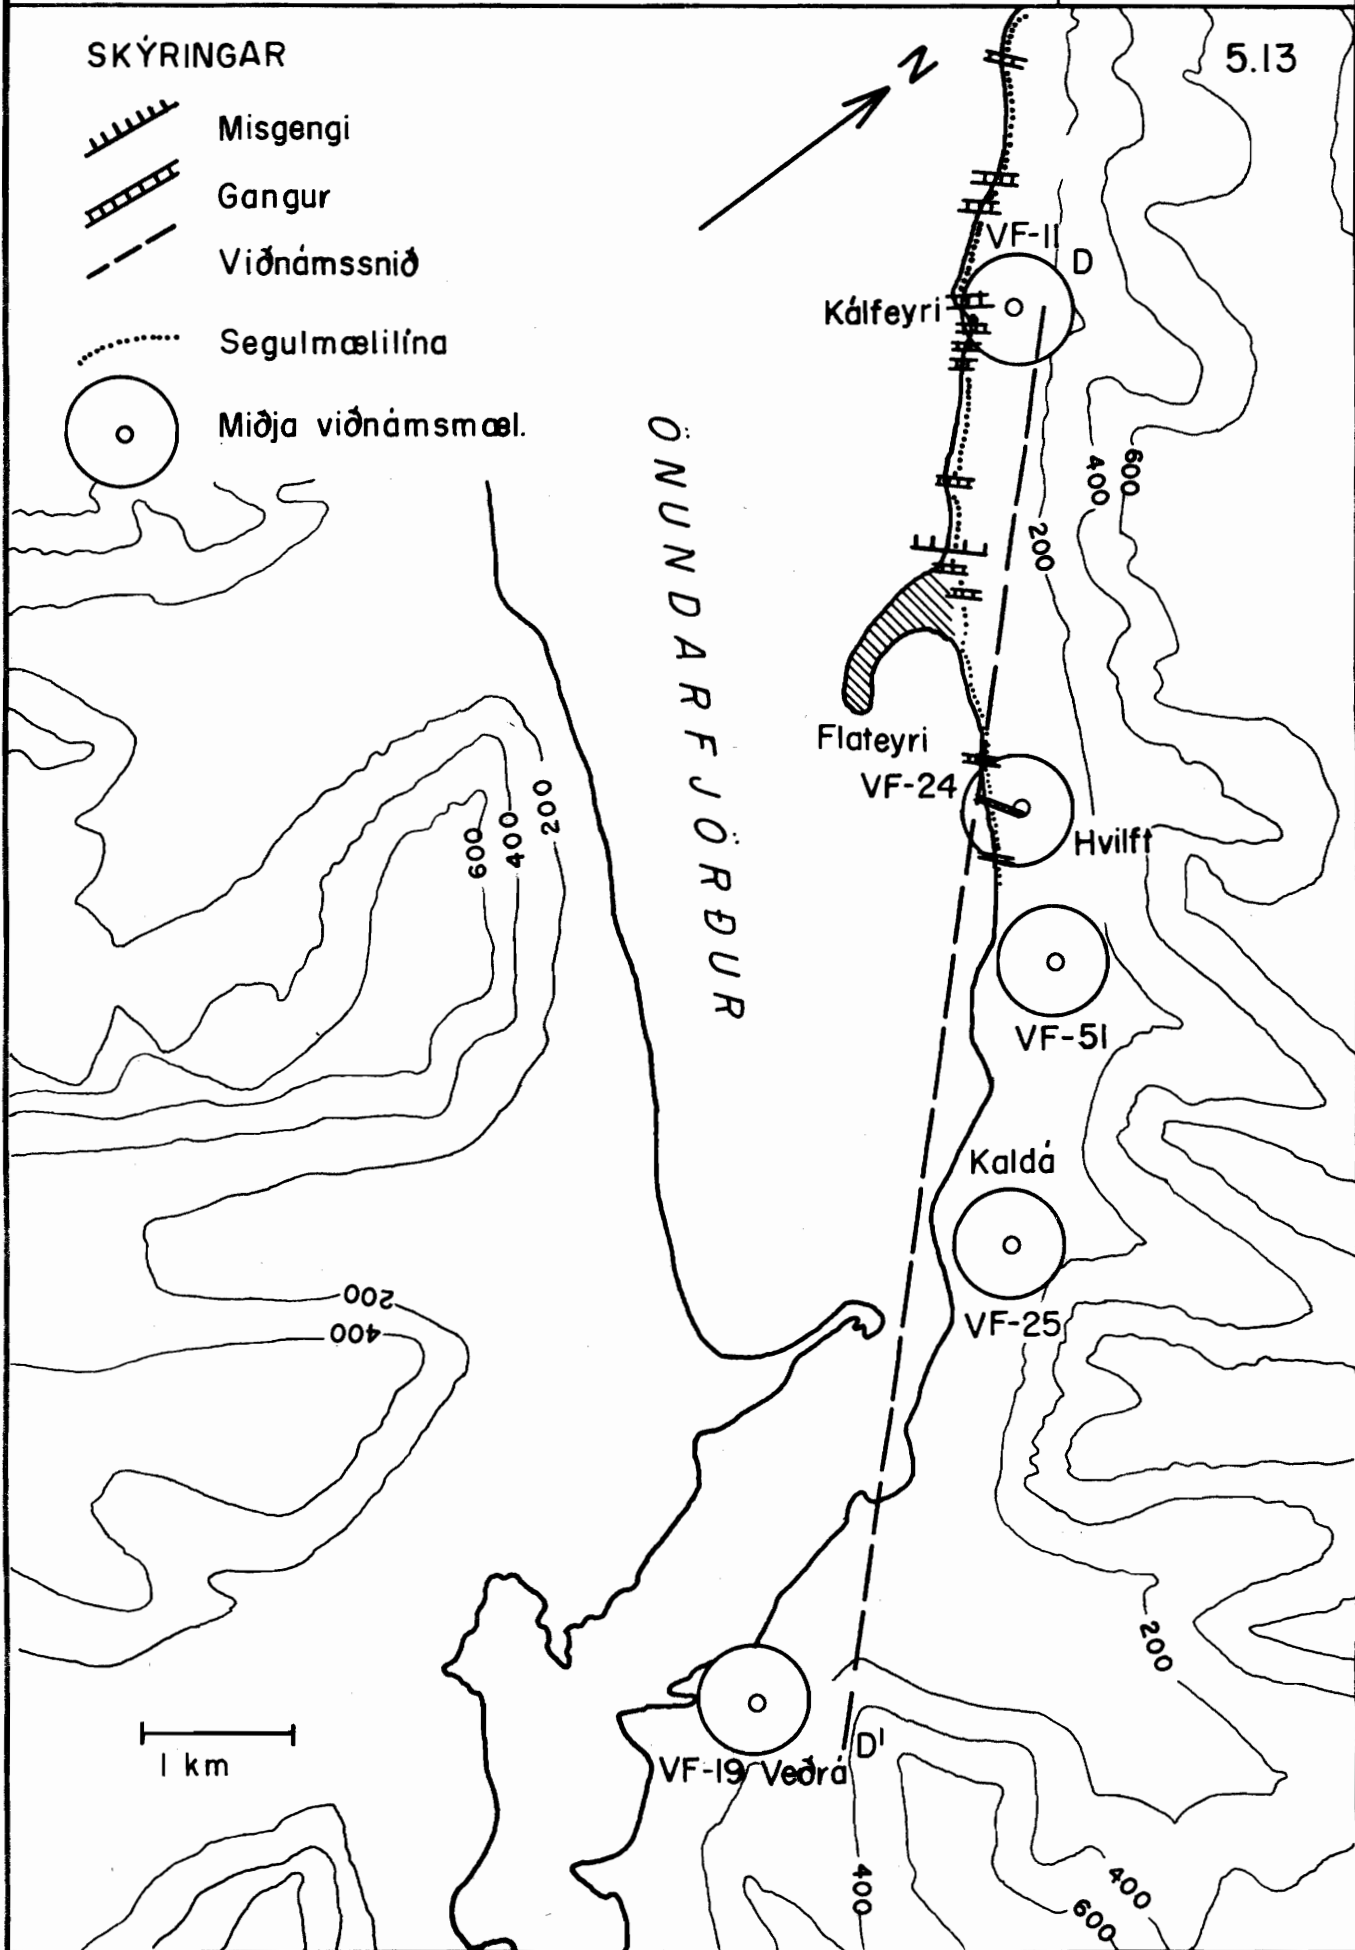 SKÝRINGAR
Misgengi
Gangur
Viðnámssnið
Segulmælilína
Miðja viðnámsmæl.
N
5.13
VF-11
D
Kálfeyri
ÖNUNDARFJÖRÐUR
600
400
200
Flateyri
VF-24
Hvilft
600
400
200
VF-51
Kaldá
VF-25
200
400
200
1 km
VF-19 Veðrá
D'
400
400
600